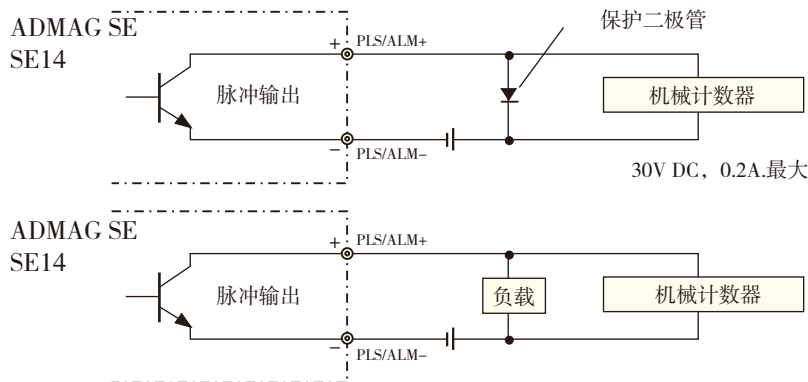 ADMAG SE
SE14
保护二极管
+
PLS/ALM+
脉冲输出
机械计数器
−
PLS/ALM−
30V DC，0.2A.最大
ADMAG SE
SE14
+
PLS/ALM+
脉冲输出
负载
机械计数器
−
PLS/ALM−